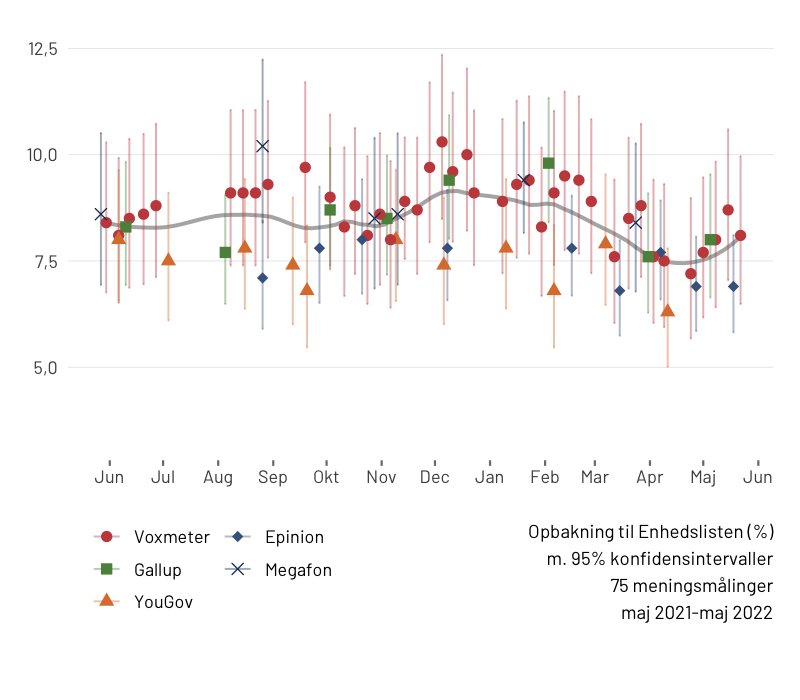 12,5
10,0
7,5
5,0
Jun Jul Aug Sep Okt Nov Dec Jan Feb Mar Apr Maj Jun
Voxmeter
Gallup
YouGov
Epinion
Megafon
Opbakning til Enhedslisten (%)
m. 95% konfidensintervaller
75 meningsmålinger
maj 2021-maj 2022